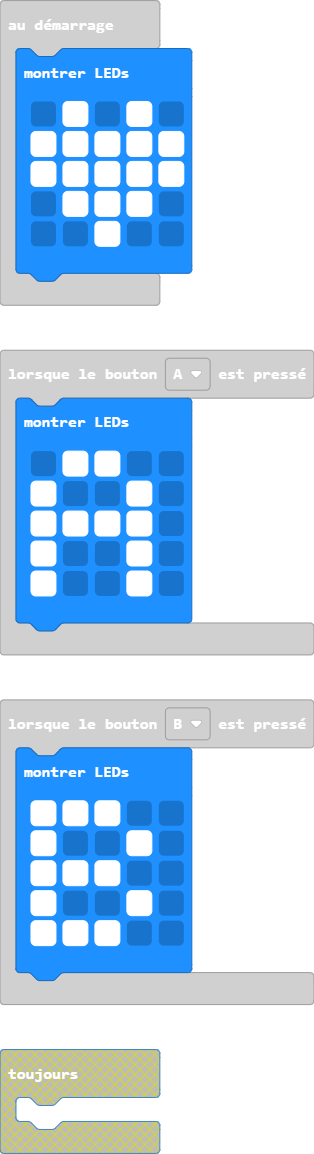 au démarrage
montrer LEDs
lorsque le bouton A est pressé
montrer LEDs
lorsque le bouton B est pressé
montrer LEDs
toujours